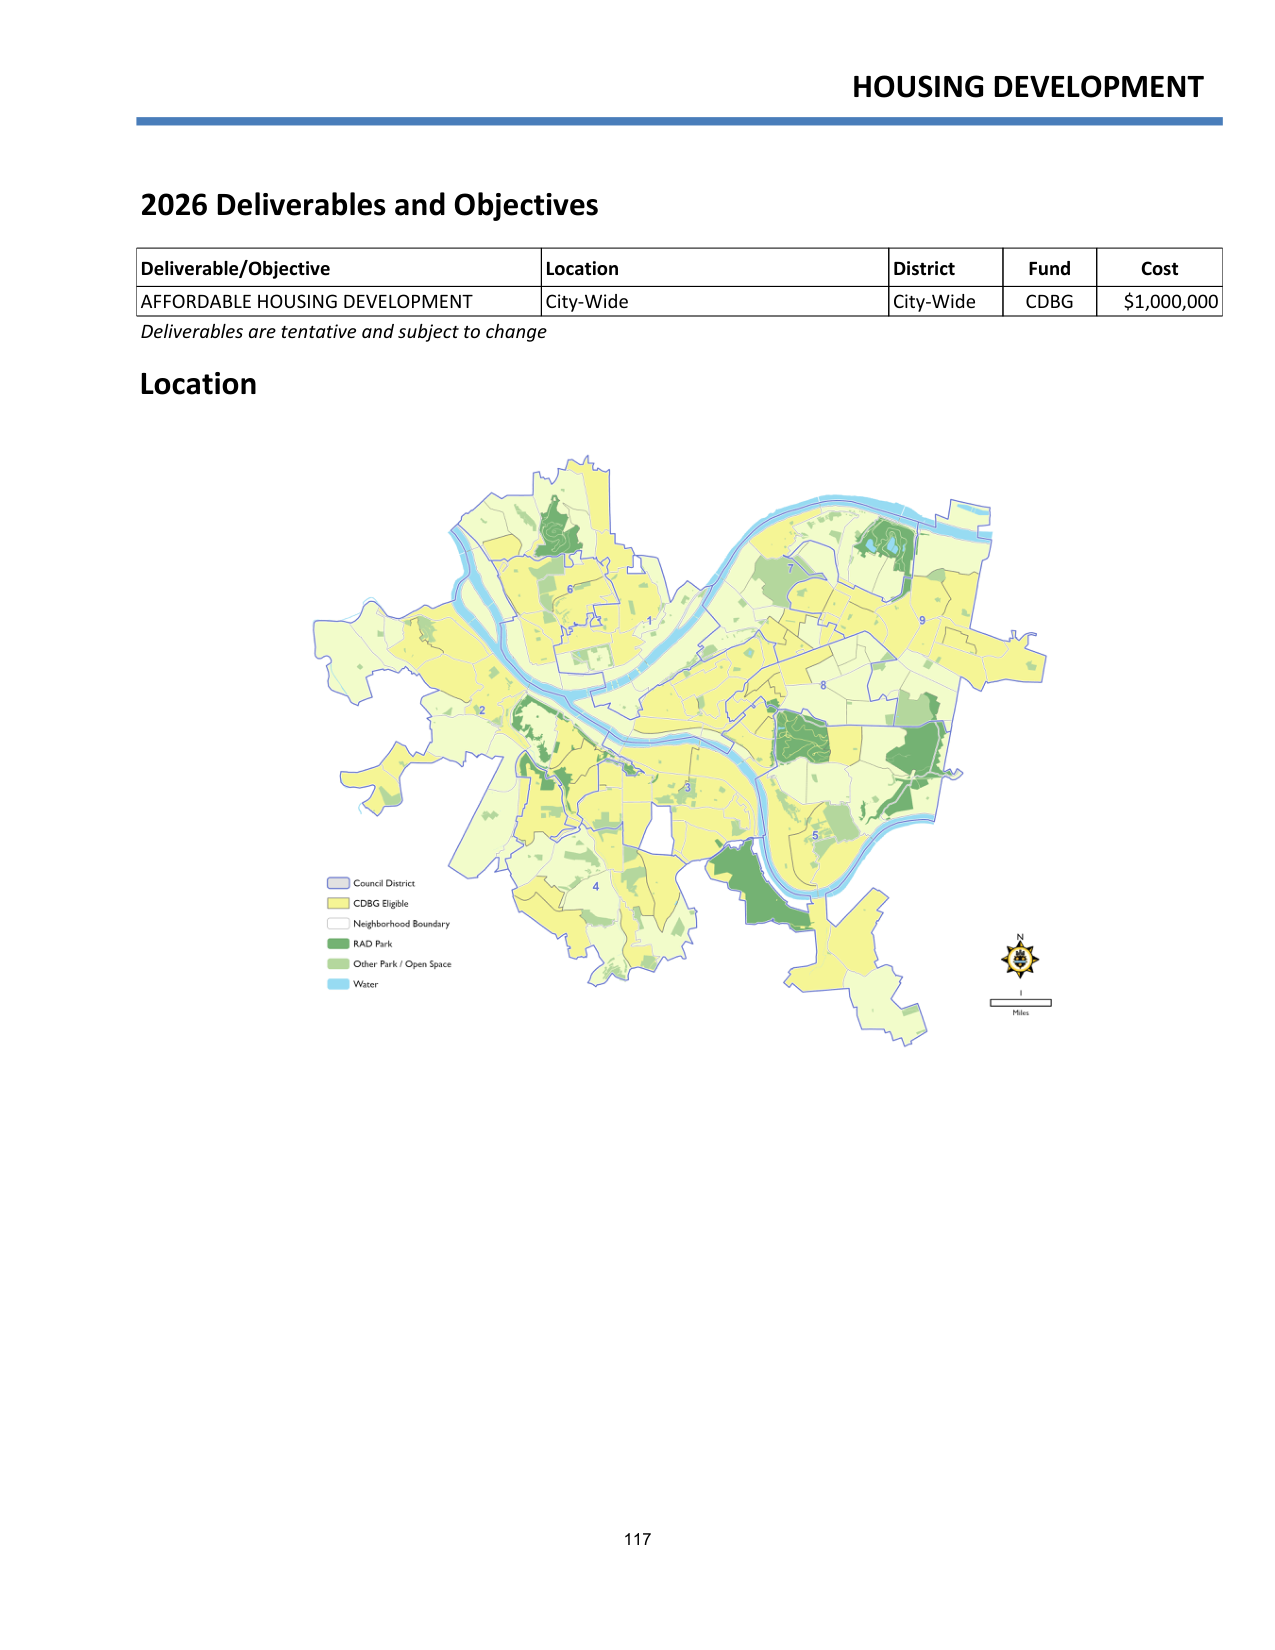 HOUSING DEVELOPMENT
2026 Deliverables and Objectives
Deliverable/Objective Location District Fund Cost
AFFORDABLE HOUSING DEVELOPMENT City-Wide City-Wide CDBG $1,000,000
Deliverables are tentative and subject to change
Location
7
6
1
9
8
2
3
5
4
Council District
CDBG Eligible
Neighborhood Boundary
RAD Park
Other Park / Open Space
Water
N
1
Miles
117